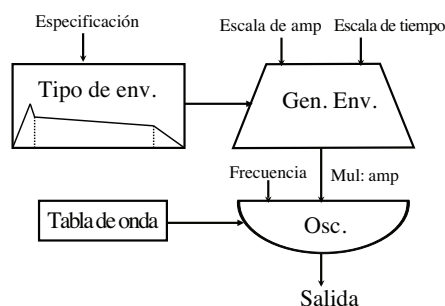 Especificación
Escala de amp
Escala de tiempo
Tipo de env.
Gen. Env.
Frecuencia
Mul: amp
Tabla de onda
Osc.
Salida